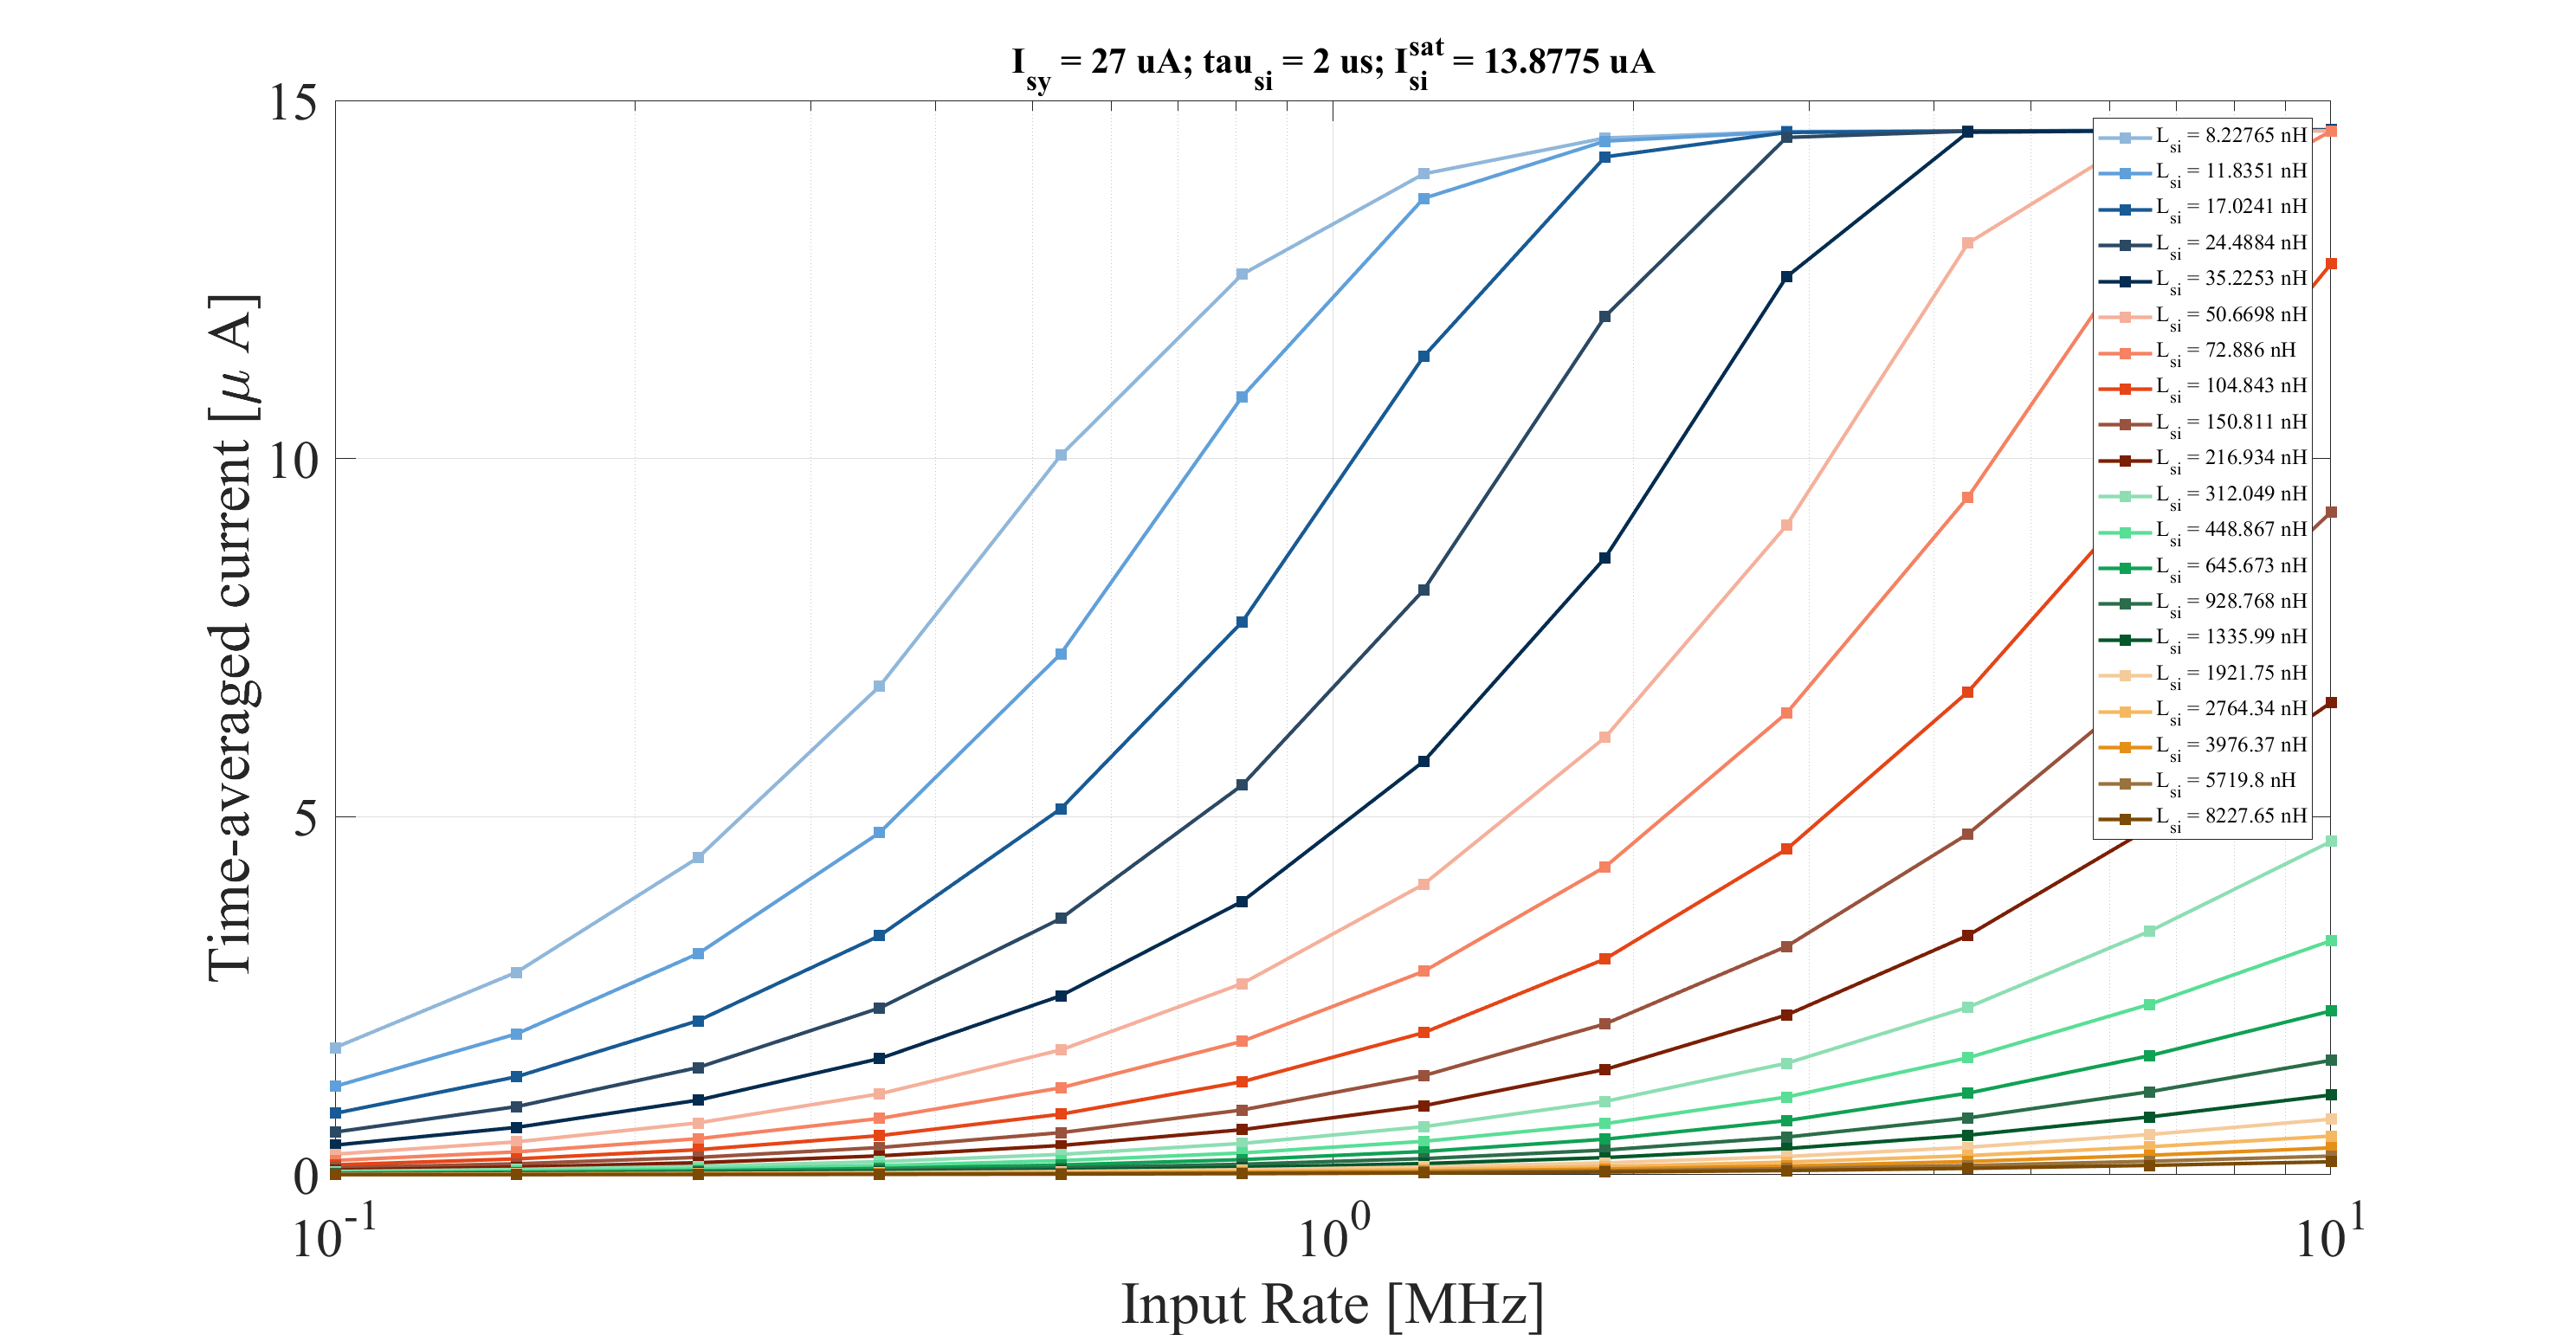 I_sy = 27 uA; tau_si = 2 us; I_si^sat = 13.8775 uA
15
10
5
0
Time-averaged current [μ A]
10^-1
10^0
10^1
Input Rate [MHz]
L_si = 8.22765 nH
L_si = 11.8351 nH
L_si = 17.0241 nH
L_si = 24.4884 nH
L_si = 35.2253 nH
L_si = 50.6698 nH
L_si = 72.886 nH
L_si = 104.843 nH
L_si = 150.811 nH
L_si = 216.934 nH
L_si = 312.049 nH
L_si = 448.867 nH
L_si = 645.673 nH
L_si = 928.768 nH
L_si = 1335.99 nH
L_si = 1921.75 nH
L_si = 2764.34 nH
L_si = 3976.37 nH
L_si = 5719.8 nH
L_si = 8227.65 nH